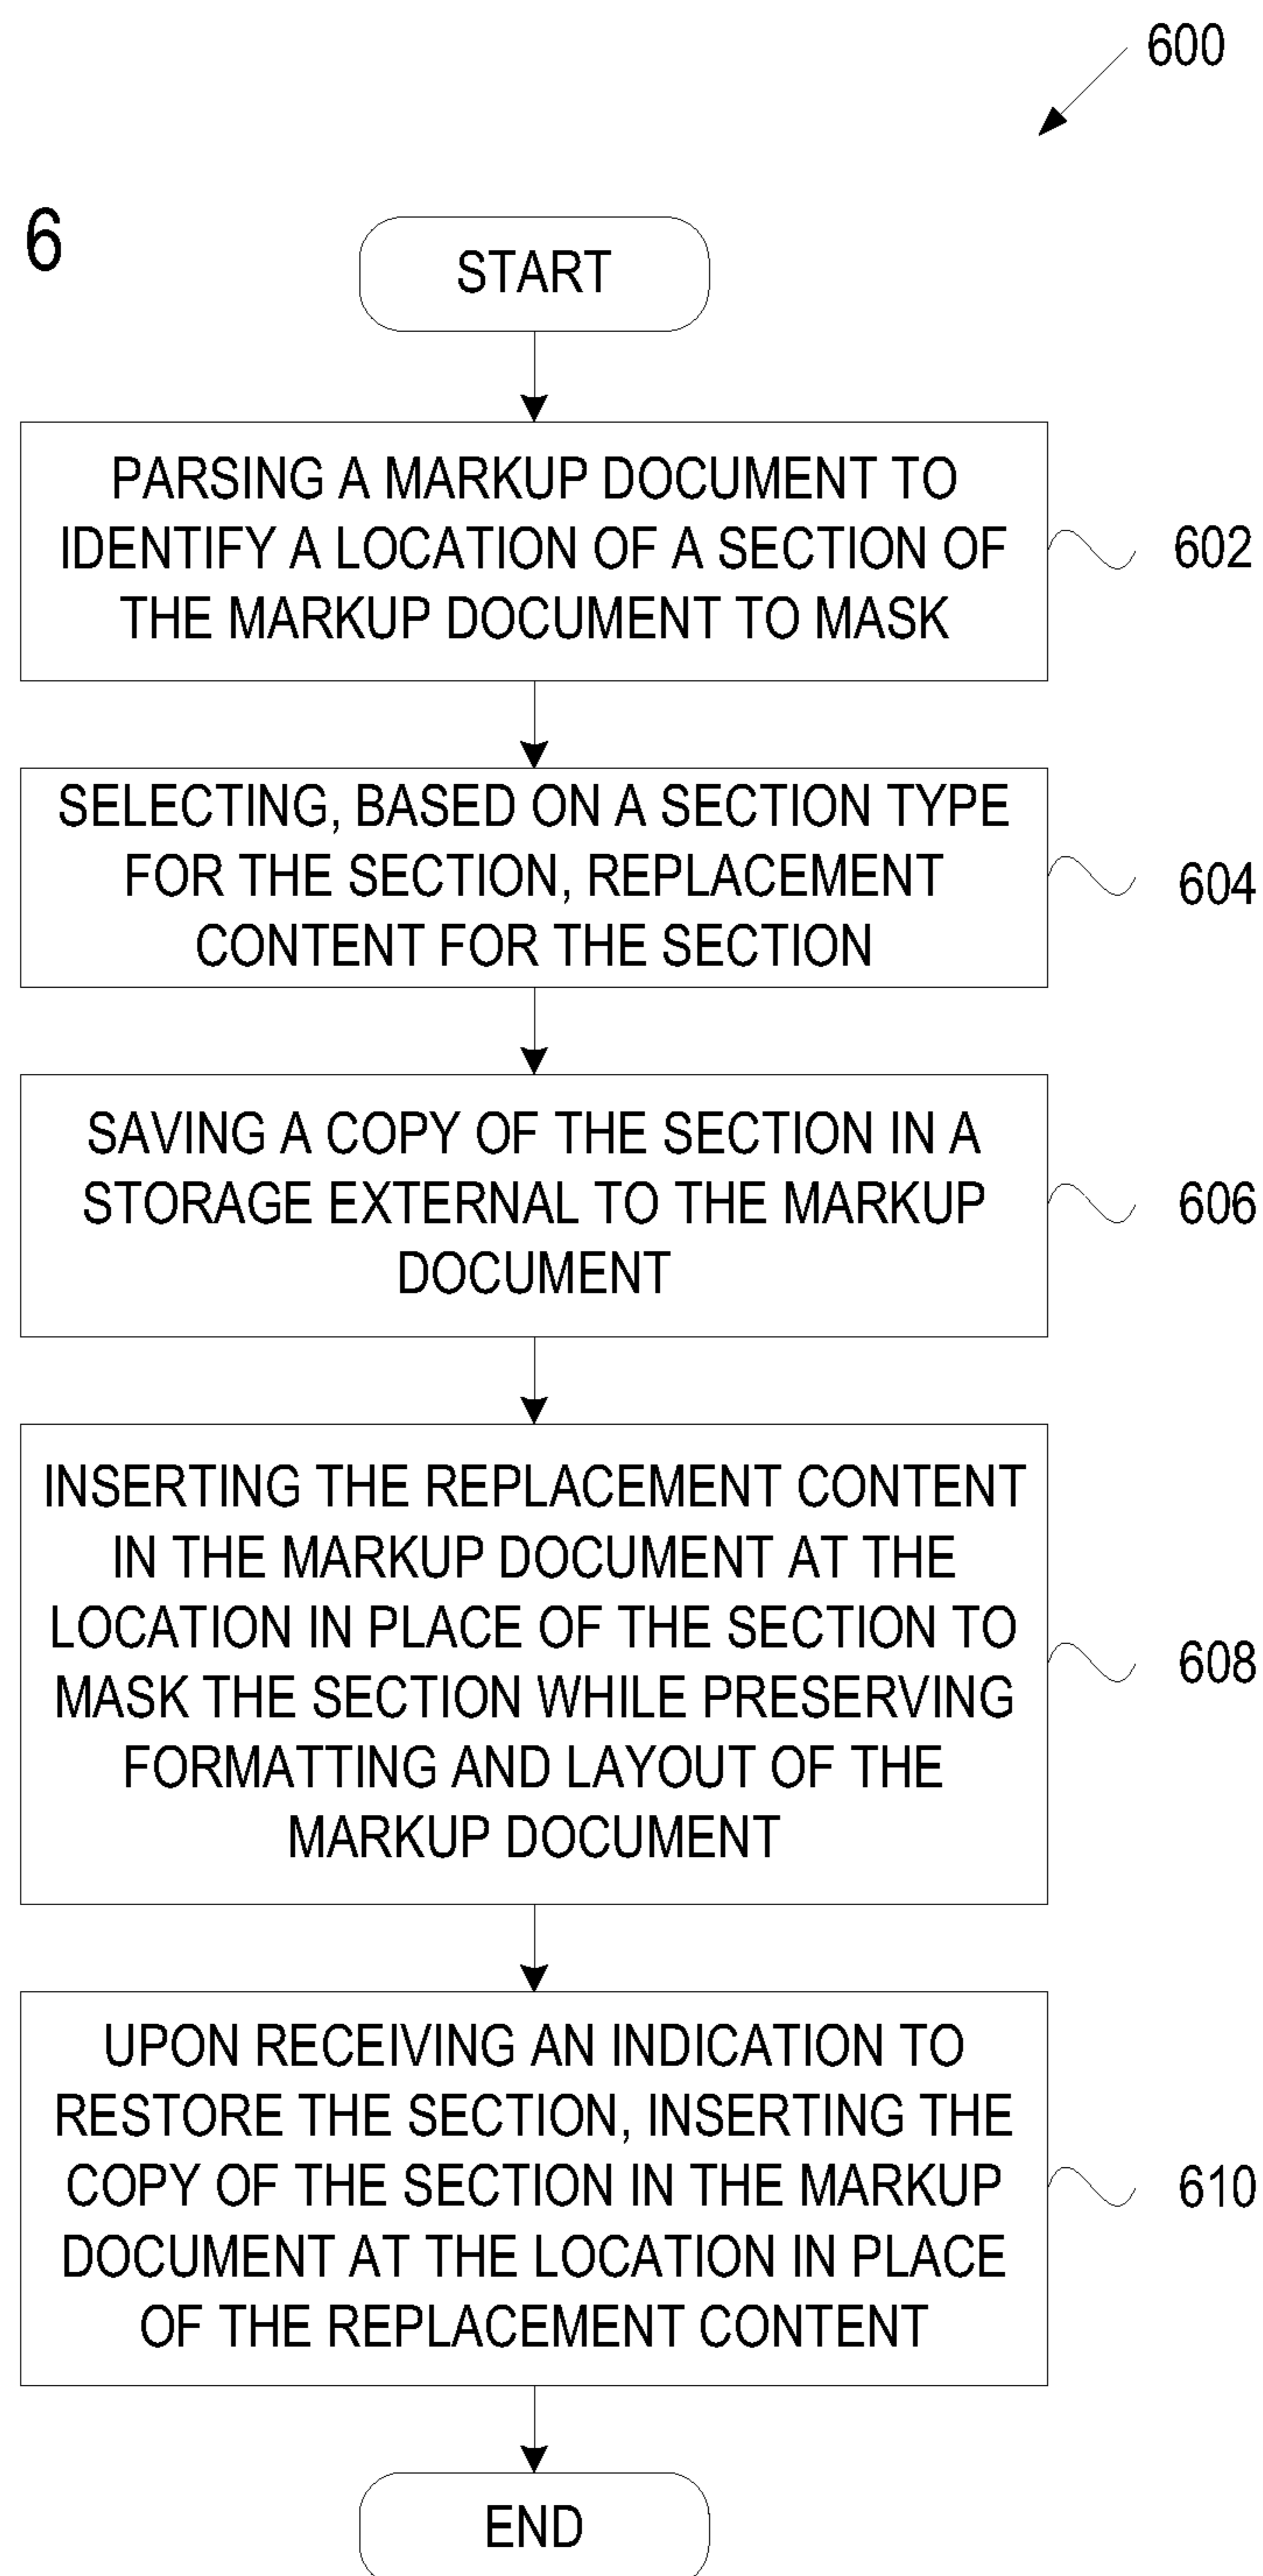 600
6
START
PARSING A MARKUP DOCUMENT TO
IDENTIFY A LOCATION OF A SECTION OF
THE MARKUP DOCUMENT TO MASK
602
SELECTING, BASED ON A SECTION TYPE
FOR THE SECTION, REPLACEMENT
CONTENT FOR THE SECTION
604
SAVING A COPY OF THE SECTION IN A
STORAGE EXTERNAL TO THE MARKUP
DOCUMENT
606
INSERTING THE REPLACEMENT CONTENT
IN THE MARKUP DOCUMENT AT THE
LOCATION IN PLACE OF THE SECTION TO
MASK THE SECTION WHILE PRESERVING
FORMATTING AND LAYOUT OF THE
MARKUP DOCUMENT
608
UPON RECEIVING AN INDICATION TO
RESTORE THE SECTION, INSERTING THE
COPY OF THE SECTION IN THE MARKUP
DOCUMENT AT THE LOCATION IN PLACE
OF THE REPLACEMENT CONTENT
610
END